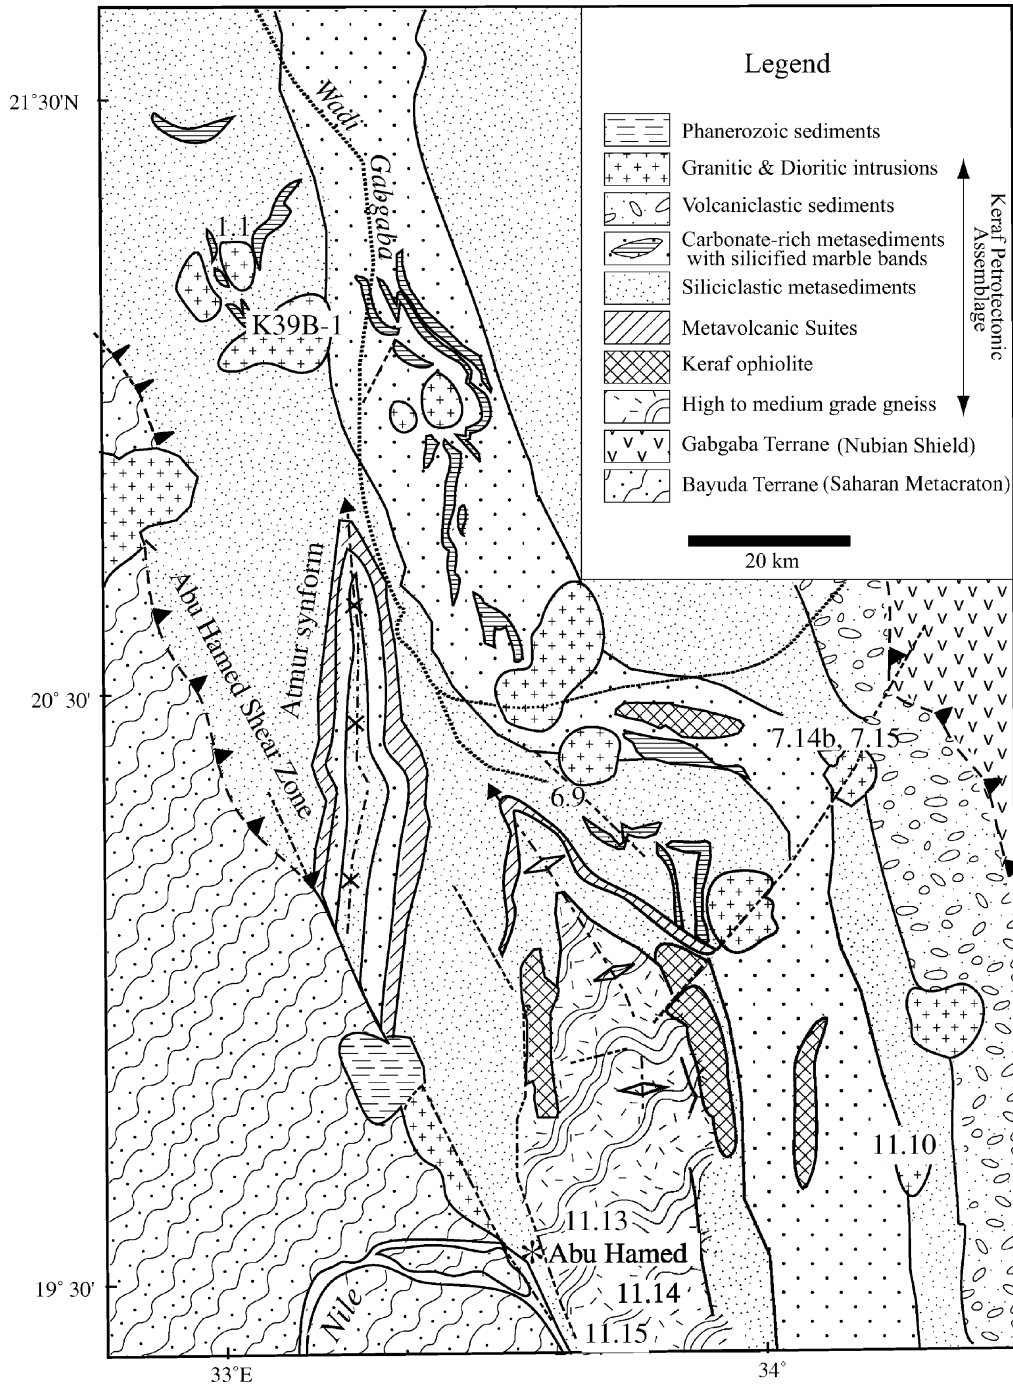 Legend
Phanerozoic sediments
Granitic & Dioritic intrusions
Volcaniclastic sediments
Carbonate-rich metasediments
with silicified marble bands
Siliciclastic metasediments
Metavolcanic Suites
Keraf ophiolite
High to medium grade gneiss
Gabgaba Terrane (Nubian Shield)
Bayuda Terrane (Saharan Metacraton)
Keraf Petrotectonic
Assemblage
20 km
21°30'N
Wadi
Gabgaba
1.1
K39B-1
Abu Hamed Shear Zone
Atmur synform
20° 30'
7.14b, 7.15
6.9
11.10
11.13
Abu Hamed
11.14
11.15
19° 30'
Nile
33°E
34°